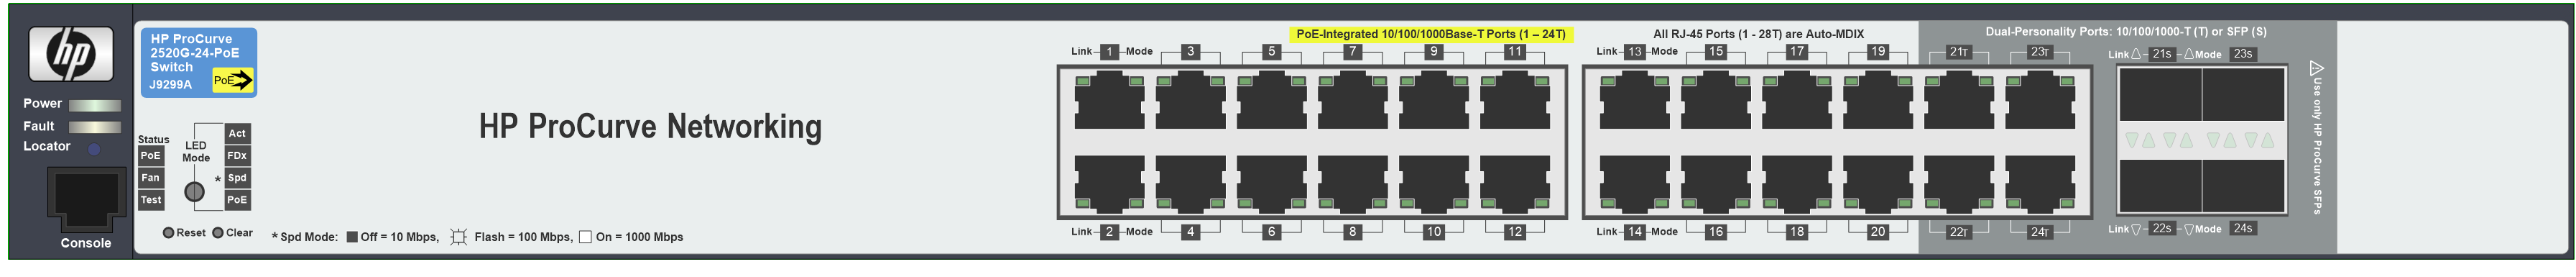 hp
HP ProCurve
2520G-24-PoE
Switch
J9299A
PoE
Power
Fault
Locator
Console
Status
PoE
Fan
Test
LED
Mode
*
Act
FDx
Spd
PoE
Reset
Clear
* Spd Mode: Off = 10 Mbps, Flash = 100 Mbps, On = 1000 Mbps
HP ProCurve Networking
PoE-Integrated 10/100/1000Base-T Ports (1 – 24T)
Link 1 Mode 3 5 7 9 11
Link 2 Mode 4 6 8 10 12
All RJ-45 Ports (1 - 28T) are Auto-MDIX
Link 13 Mode 15 17 19 21T 23T
Link 14 Mode 16 18 20 22T 24T
Dual-Personality Ports: 10/100/1000-T (T) or SFP (S)
Link 21s Mode 23s
Link 22s Mode 24s
Use only HP ProCurve SFPs